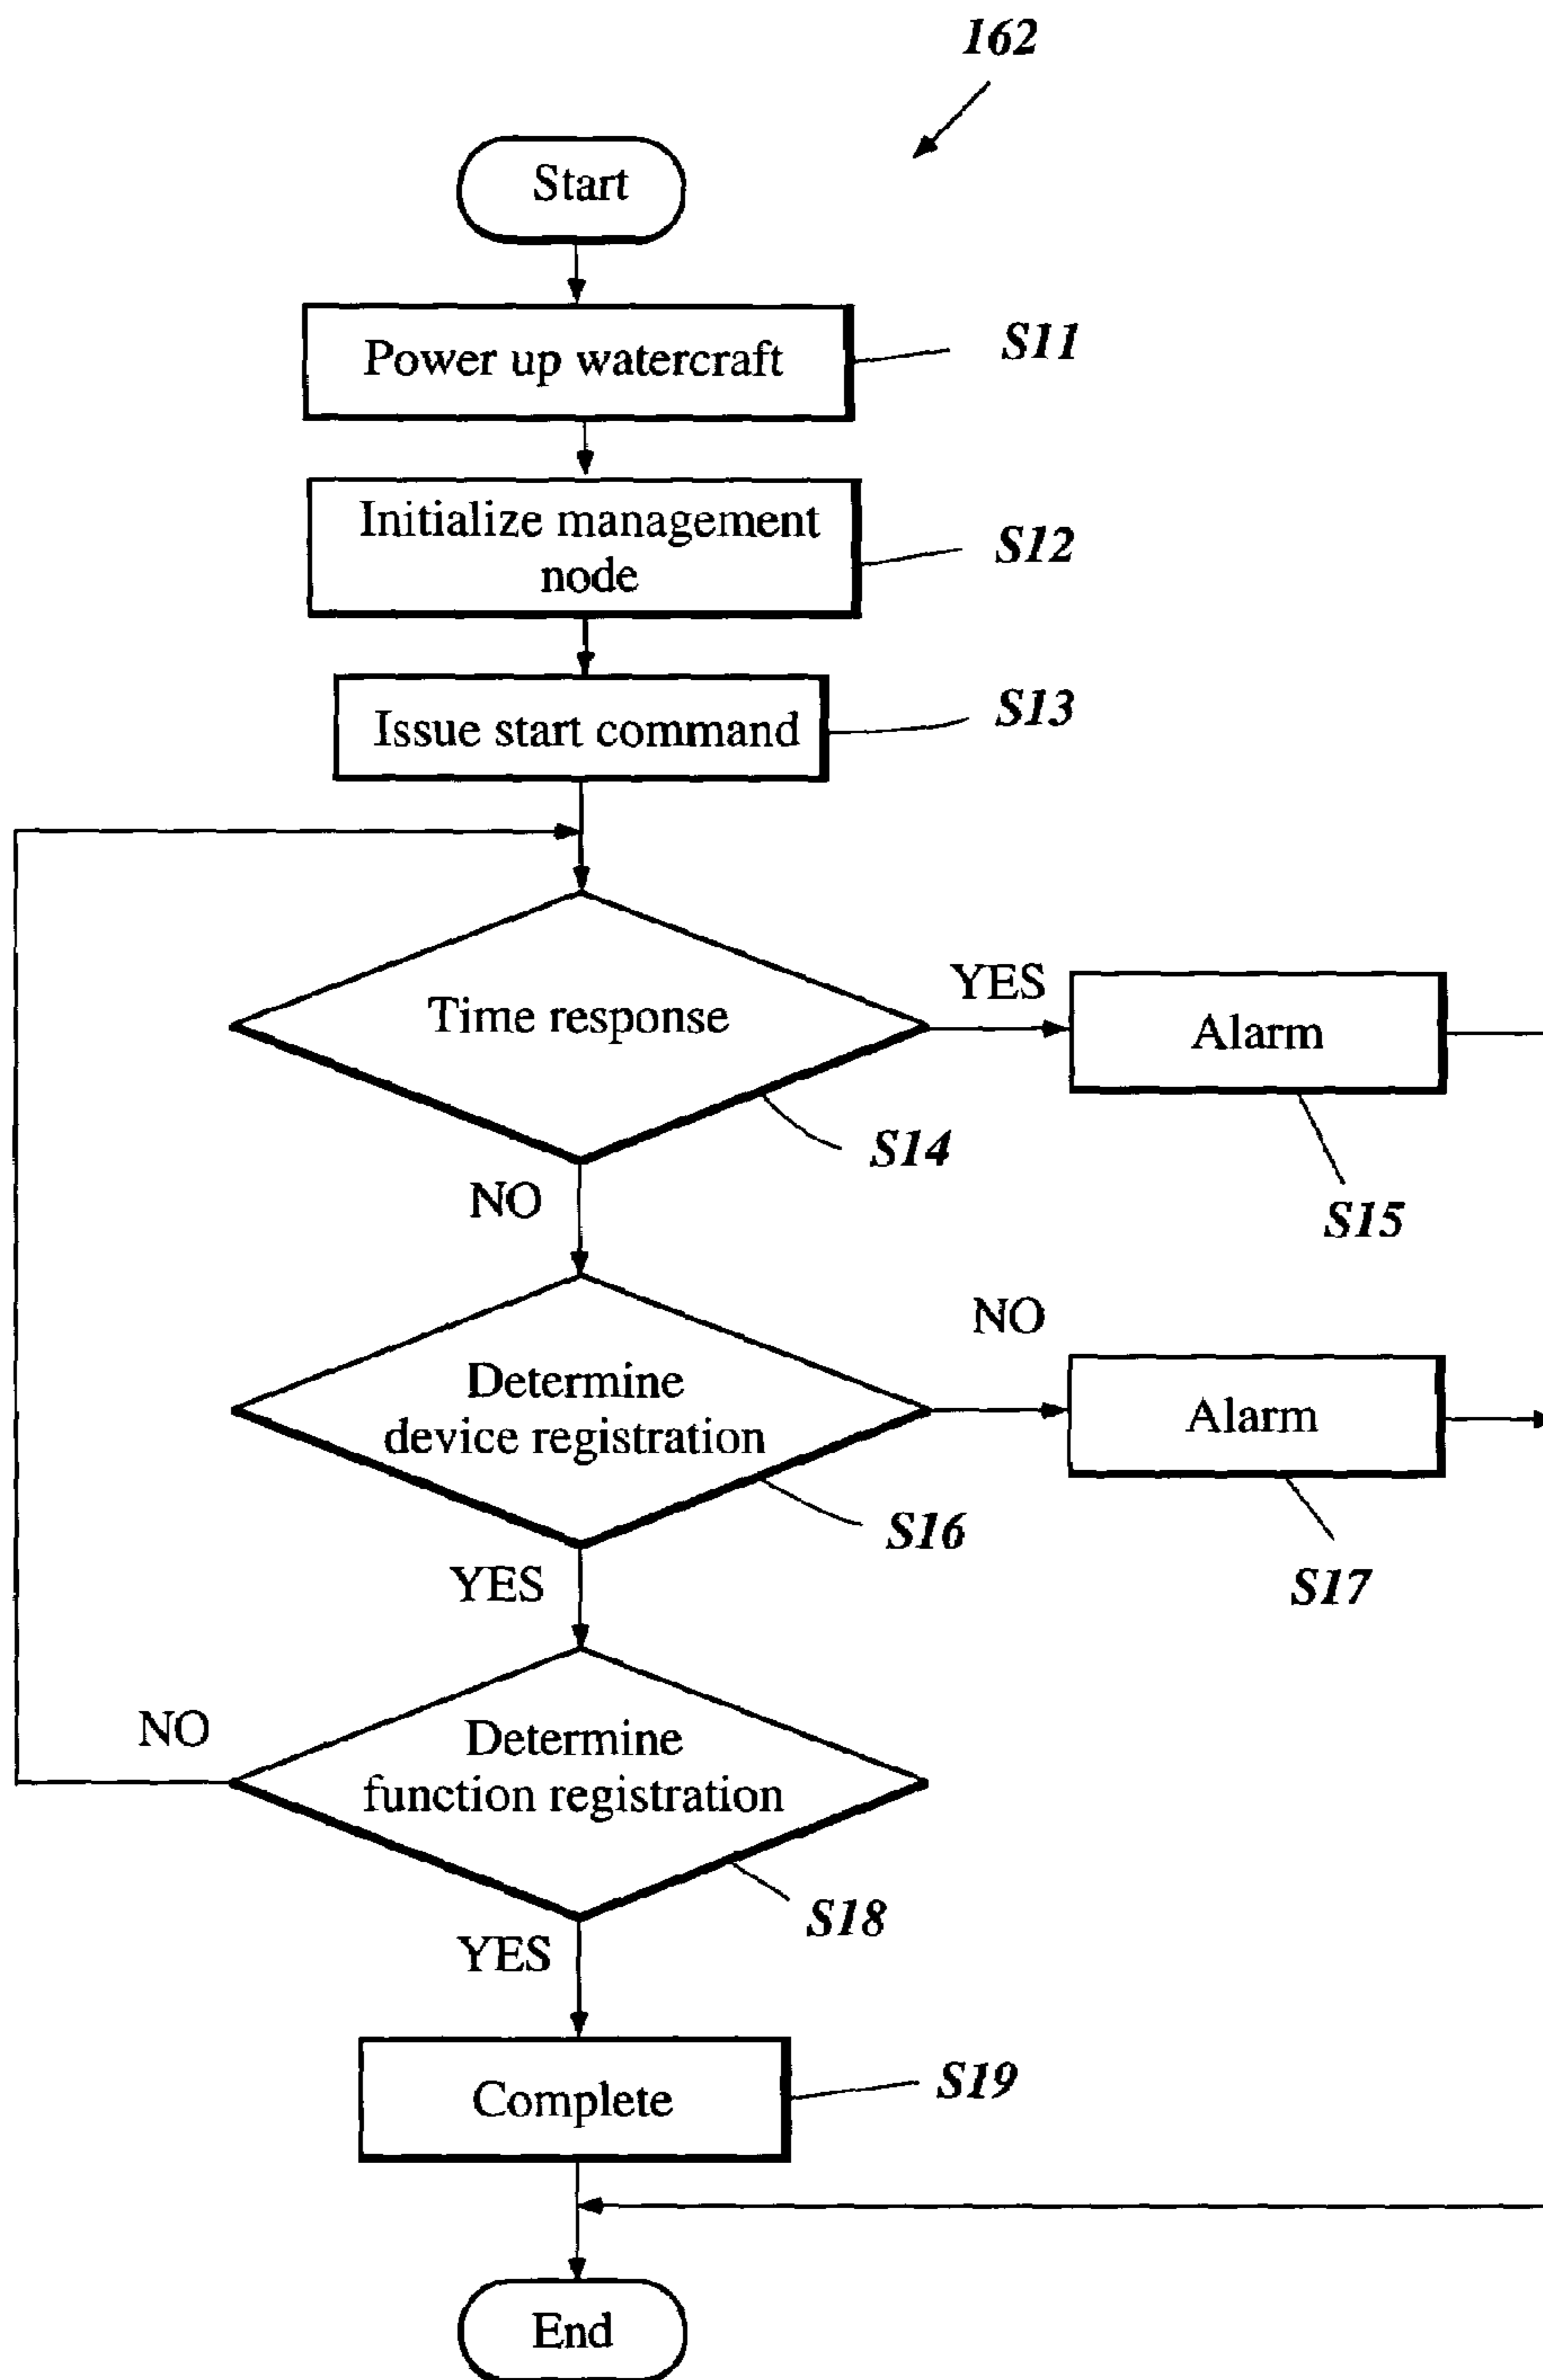 162
Start
Power up watercraft
S11
Initialize management
node
S12
Issue start command
S13
Time response
YES
Alarm
S14
S15
NO
Determine
device registration
NO
Alarm
S16
S17
YES
Determine
function registration
NO
S18
YES
Complete
S19
End